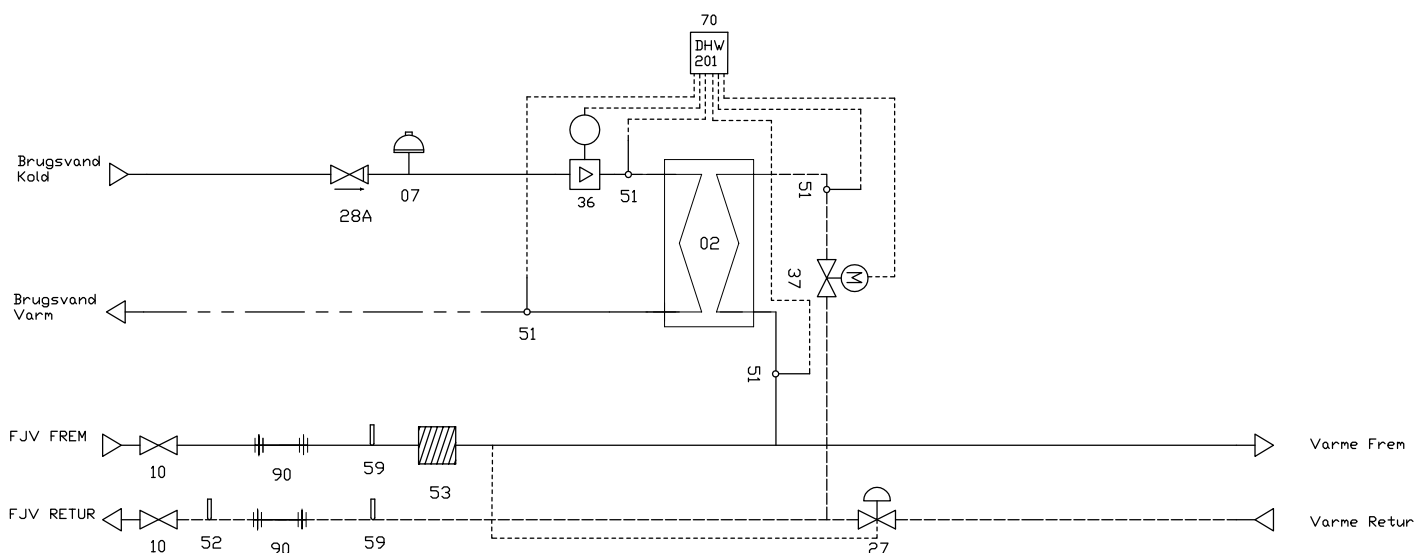 70
DHW
201
Brugsvand
Kold
28A
07
36
51
51
02
37
M
Brugsvand
Varm
51
51
FJV FREM
10
90
59
53
Varme Frem
FJV RETUR
10
52
90
59
27
Varme Retur